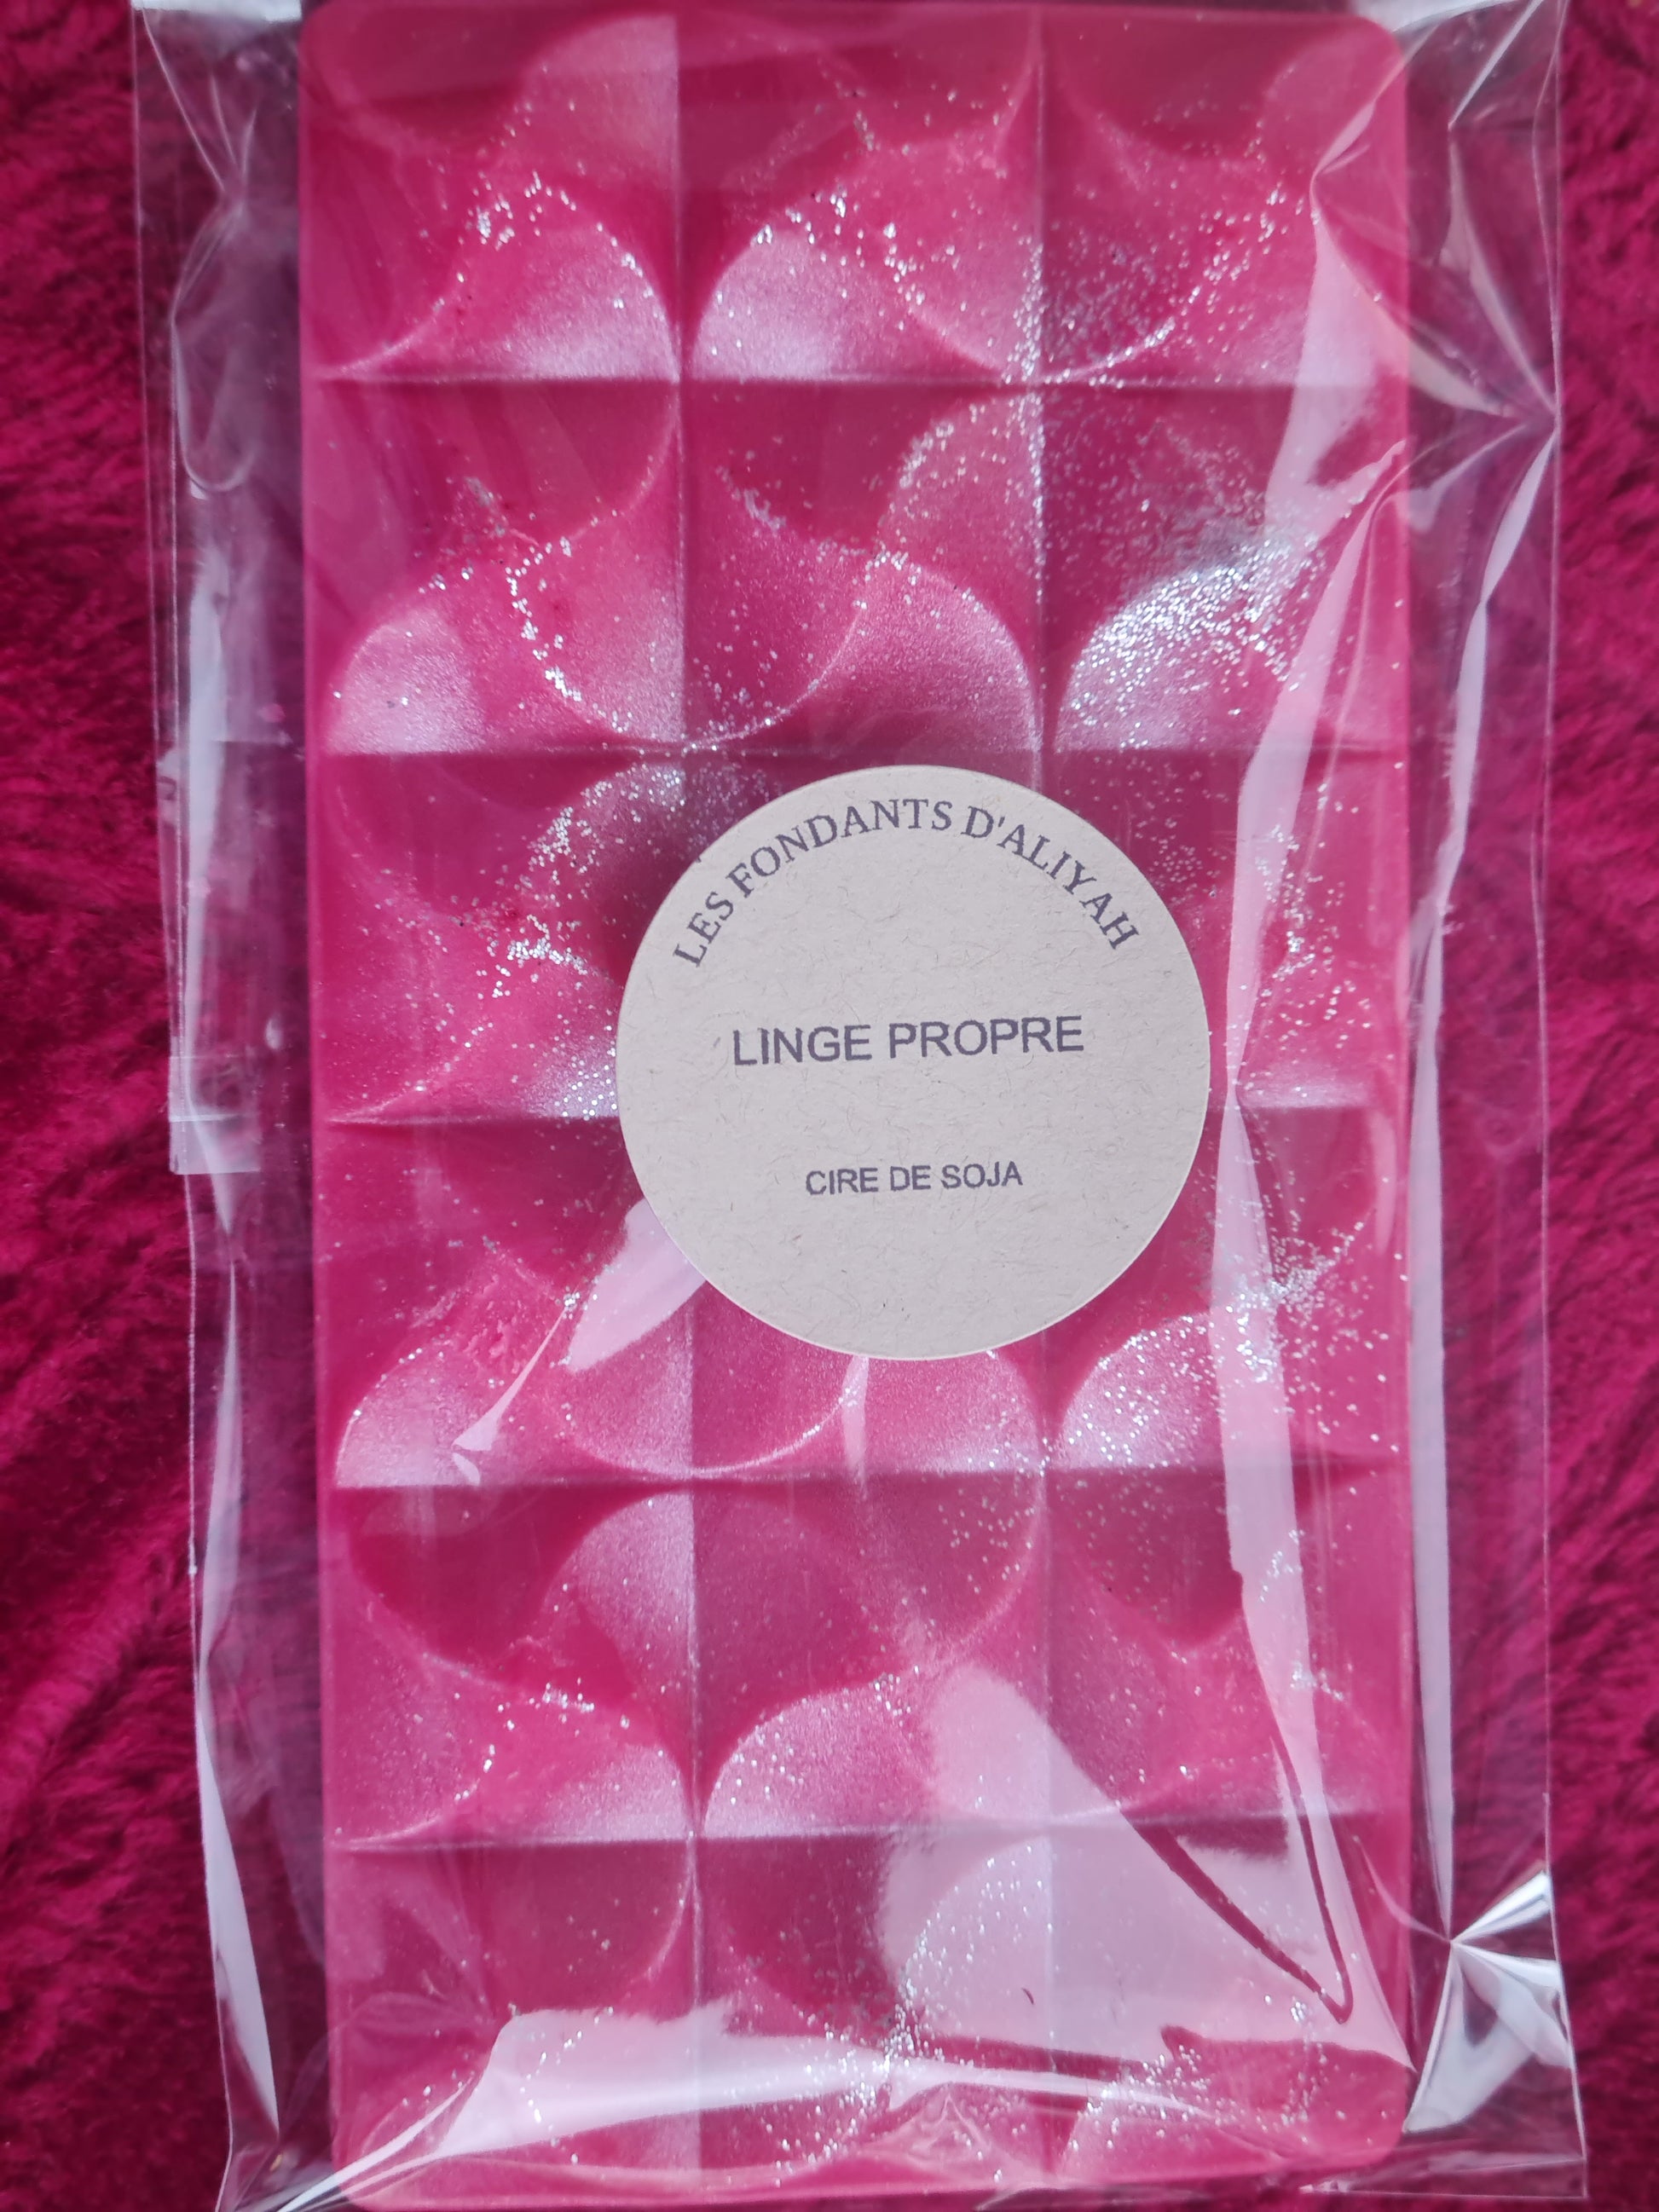 LES FONDANTS D'ALIYAH
LINGE PROPRE
CIRE DE SOJA